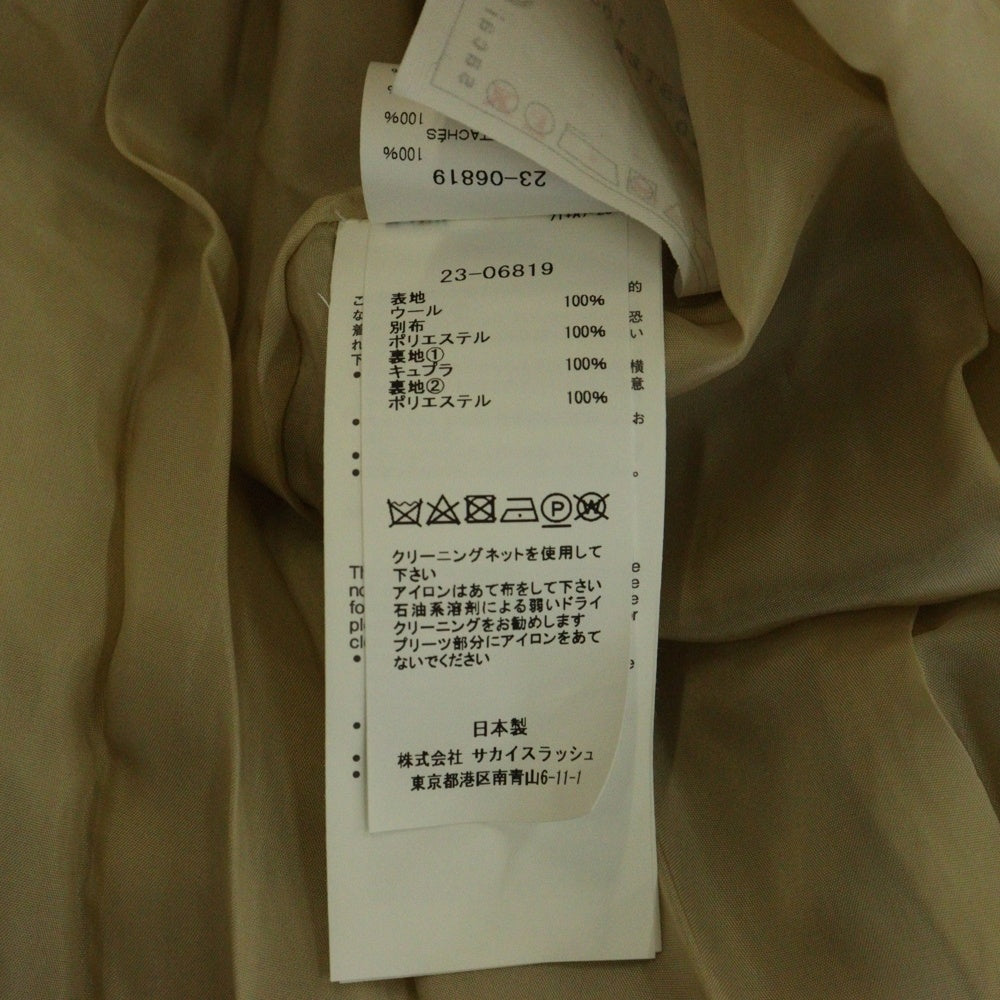 sacai
100%
TACHÉS
100%
23-06819
23-06819
表地
ウール 100%
別布
ポリエステル 100%
裏地①
キュプラ 100%
裏地②
ポリエステル 100%
クリーニングネットを使用して
下さい
アイロンはあて布をして下さい
石油系溶剤による弱いドライ
クリーニングをお勧めします
プリーツ部分にアイロンをあて
ないでください
日本製
株式会社 サカイスラッシュ
東京都港区南青山6-11-1